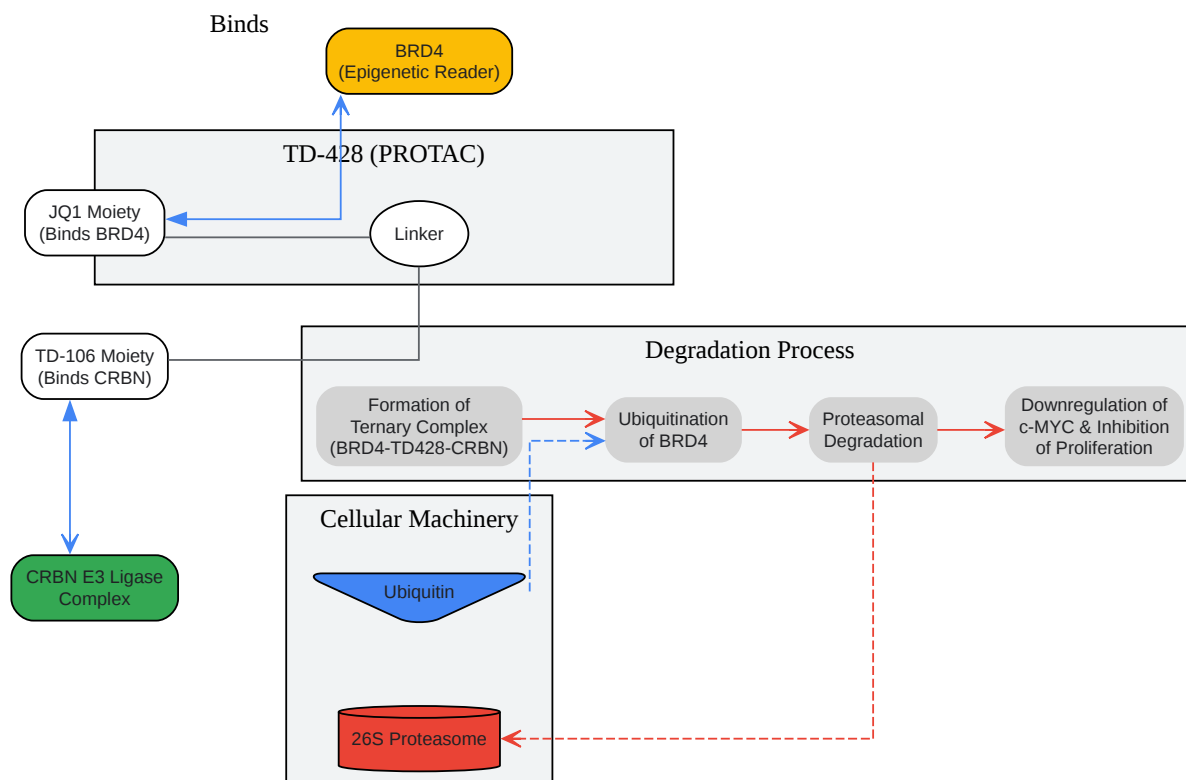 Binds
BRD4
(Epigenetic Reader)
TD-428 (PROTAC)
JQ1 Moiety
(Binds BRD4)
Linker
TD-106 Moiety
(Binds CRBN)
Degradation Process
Formation of
Ternary Complex
(BRD4-TD428-CRBN)
Ubiquitination
of BRD4
Proteasomal
Degradation
Downregulation of
c-MYC & Inhibition
of Proliferation
Cellular Machinery
CRBN E3 Ligase
Complex
Ubiquitin
26S Proteasome